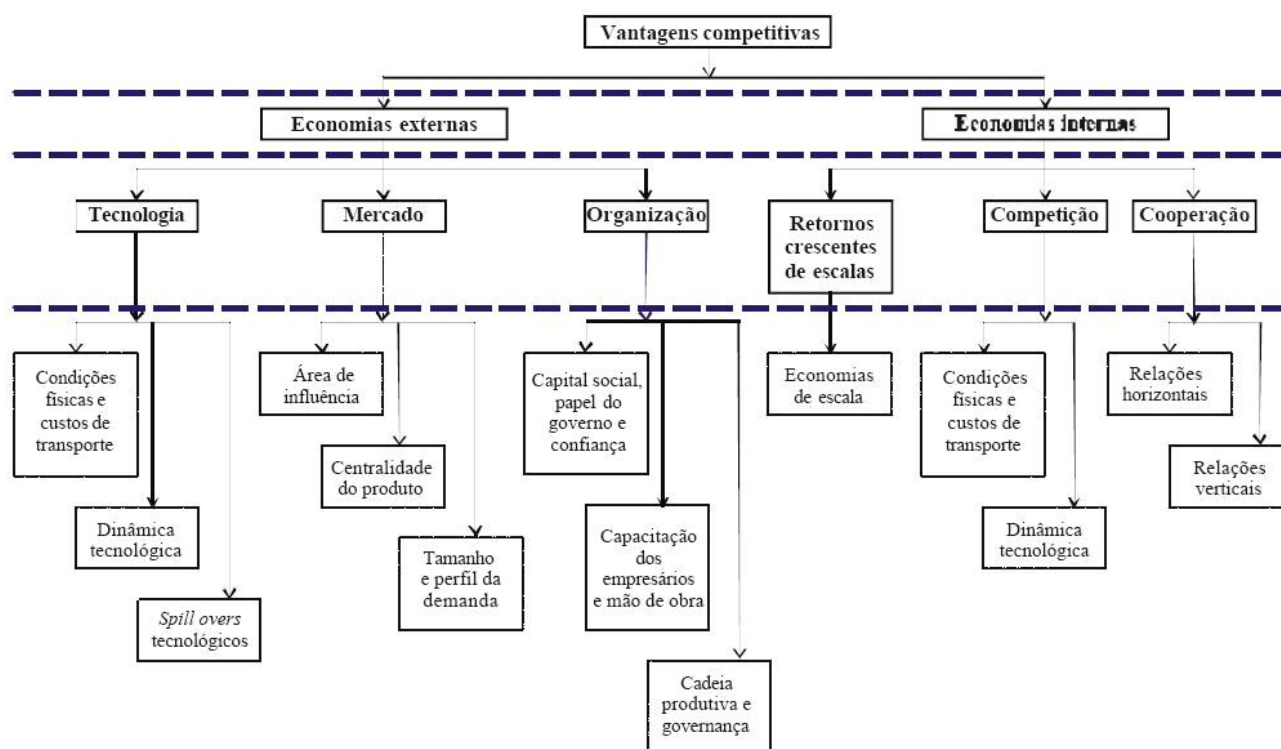 Vantagens competitivas
Economias externas
Economias internas
Tecnologia
Mercado
Organização
Retornos
crescentes
de escalas
Competição
Cooperação
Condições
físicas e
custos de
transporte
Dinâmica
tecnológica
Spill overs
tecnológicos
Área de
influência
Centralidade
do produto
Tamanho
e perfil da
demanda
Capital social,
papel do
governo e
confiança
Capacitação
dos
empresários
e mão de obra
Cadeia
produtiva e
governança
Economias
de escala
Condições
físicas e
custos de
transporte
Dinâmica
tecnológica
Relações
horizontais
Relações
verticais